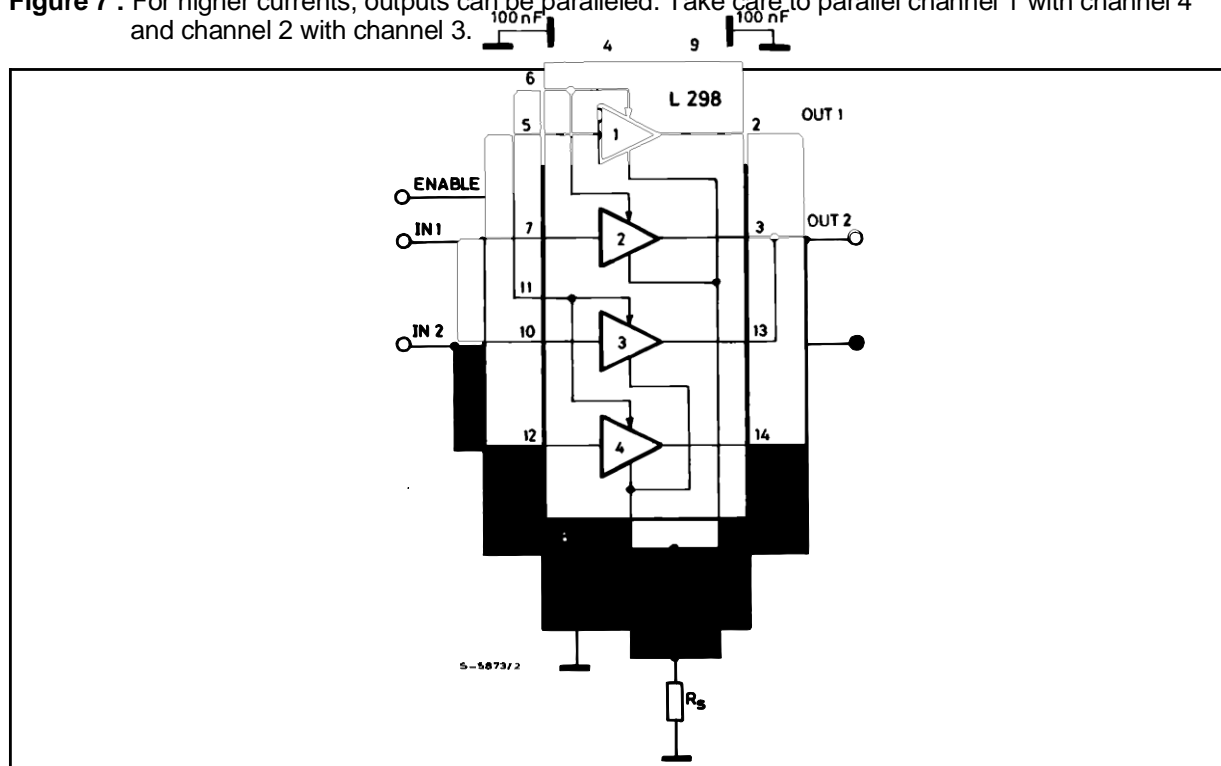 Figure 7 : For higher currents, outputs can be paralleled. Take care to parallel channel 1 with channel 4
and channel 2 with channel 3.
100 nF
100 nF
4
9
6
L 298
5
1
2
OUT 1
ENABLE
IN 1
7
2
3
OUT 2
11
IN 2
10
3
13
12
4
14
S-5873/2
RS